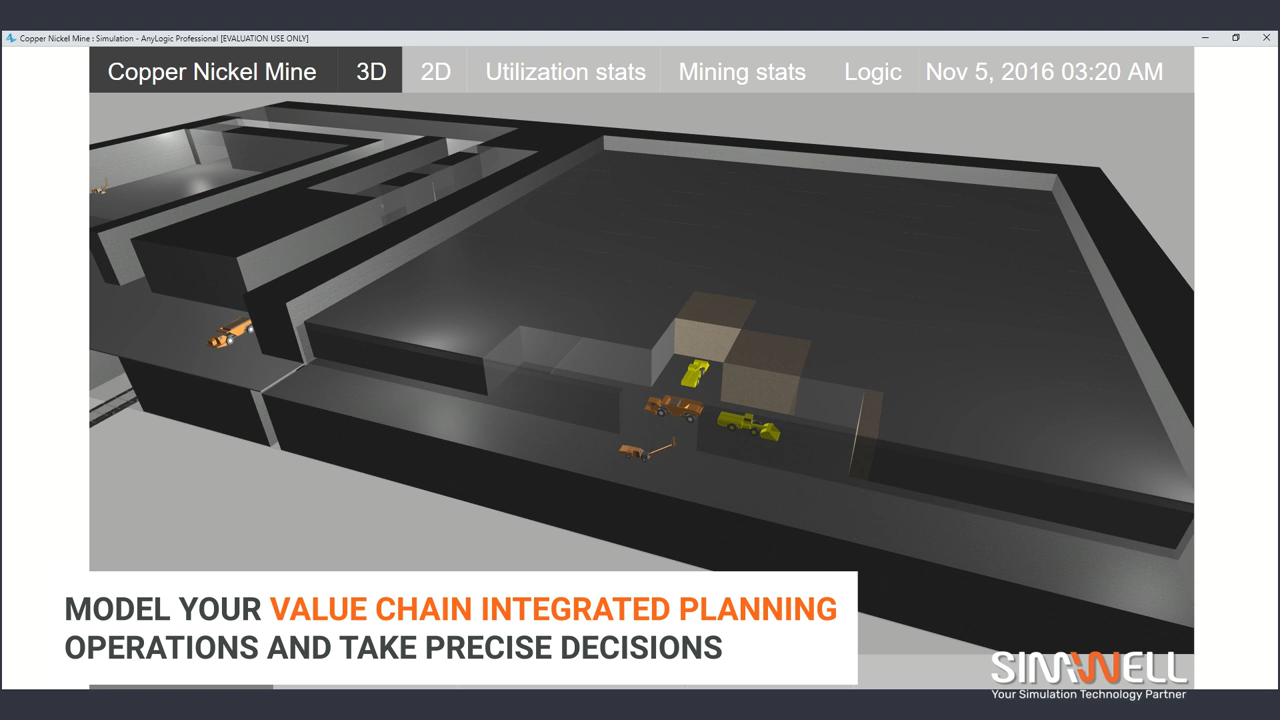 Copper Nickel Mine : Simulation - AnyLogic Professional [EVALUATION USE ONLY]
Copper Nickel Mine 3D 2D Utilization stats Mining stats Logic Nov 5, 2016 03:20 AM
MODEL YOUR VALUE CHAIN INTEGRATED PLANNING
OPERATIONS AND TAKE PRECISE DECISIONS
SIMWELL
Your Simulation Technology Partner